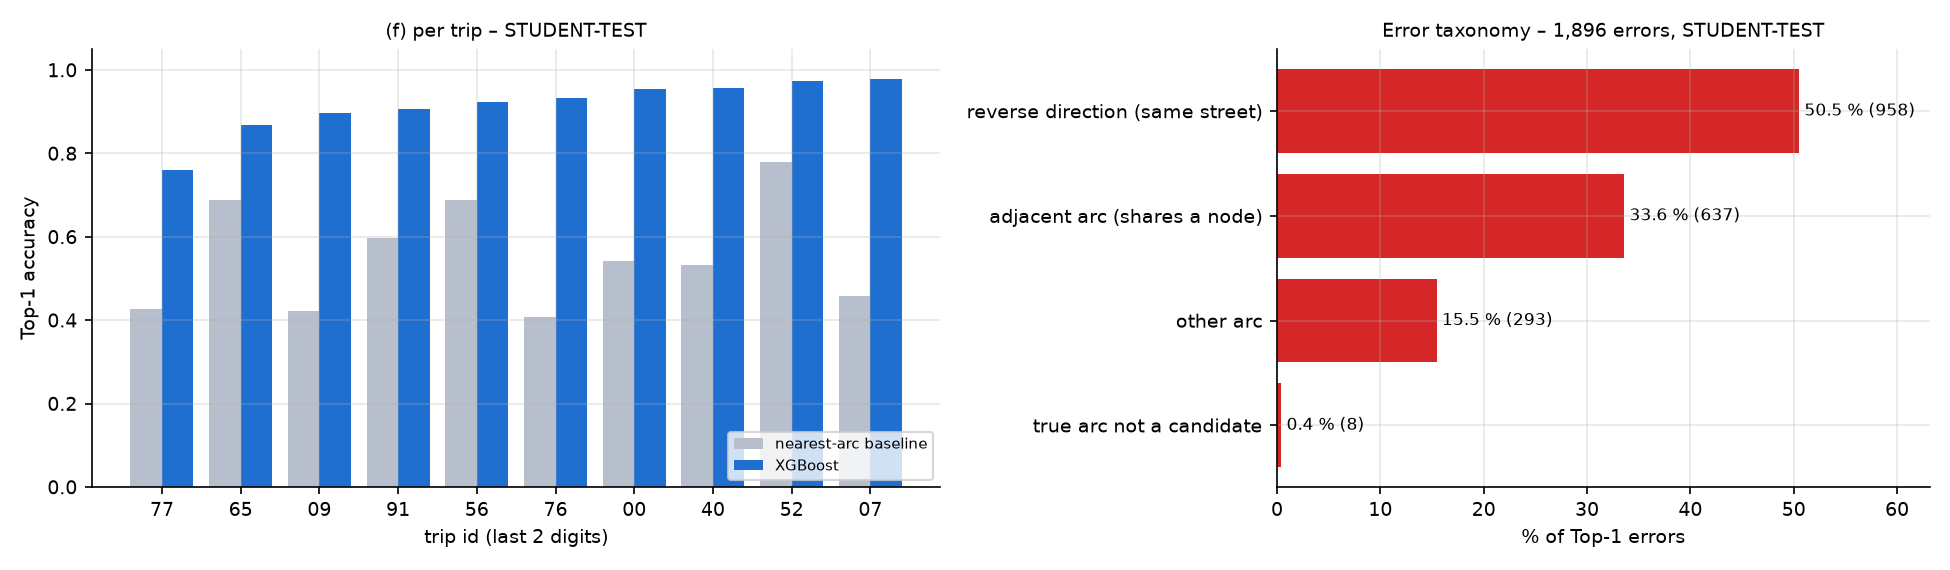 (f) per trip – STUDENT-TEST
Top-1 accuracy
1.0
0.8
0.6
0.4
0.2
0.0
nearest-arc baseline
XGBoost
77 65 09 91 56 76 00 40 52 07
trip id (last 2 digits)
Error taxonomy – 1,896 errors, STUDENT-TEST
reverse direction (same street) 50.5 % (958)
adjacent arc (shares a node) 33.6 % (637)
other arc 15.5 % (293)
true arc not a candidate 0.4 % (8)
0 10 20 30 40 50 60
% of Top-1 errors